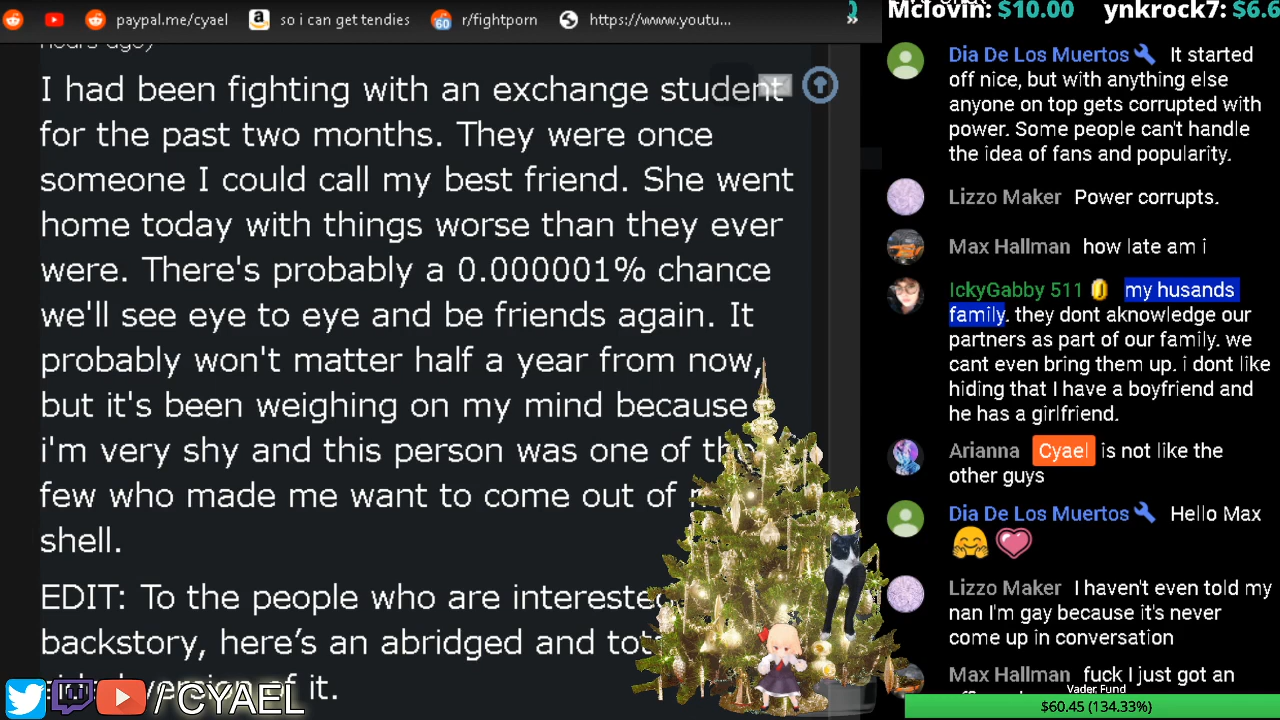 paypal.me/cyael so i can get tendies 60 r/fightporn https://www.youtu... »
I had been fighting with an exchange student
for the past two months. They were once
someone I could call my best friend. She went
home today with things worse than they ever
were. There's probably a 0.000001% chance
we'll see eye to eye and be friends again. It
probably won't matter half a year from now,
but it's been weighing on my mind because
i'm very shy and this person was one of the
few who made me want to come out of
shell.
EDIT: To the people who are interested
backstory, here's an abridged and
version of it.
/ CYAEL
Mclovin: $10.00 ynkrock7: $6.6
Dia De Los Muertos It started
off nice, but with anything else
anyone on top gets corrupted with
power. Some people can't handle
the idea of fans and popularity.
Lizzo Maker Power corrupts.
Max Hallman how late am i
IckyGabby 511 my husands
family. they dont aknowledge our
partners as part of our family. we
cant even bring them up. i dont like
hiding that I have a boyfriend and
he has a girlfriend.
Arianna Cyael is not like the
other guys
Dia De Los Muertos Hello Max
Lizzo Maker I haven't even told my
nan I'm gay because it's never
come up in conversation
Max Hallman fuck I just got an
Vader Fund
$60.45 (134.33%)